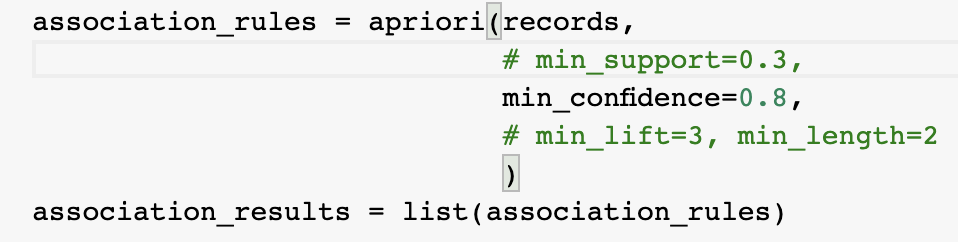 association_rules = apriori(records,
# min_support=0.3,
min_confidence=0.8,
# min_lift=3, min_length=2
)
association_results = list(association_rules)